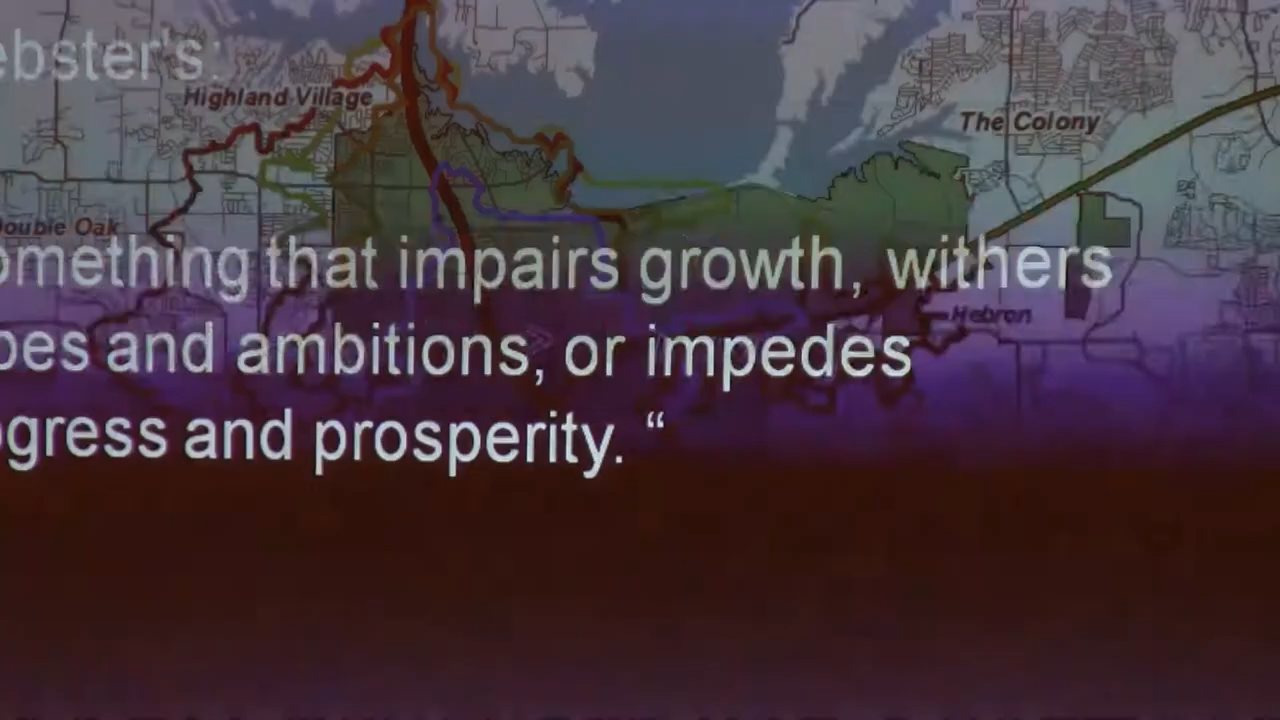 ebster's:
Highland Village
The Colony
Double Oak
omething that impairs growth, withers
Hebron
pes and ambitions, or impedes
ogress and prosperity. “